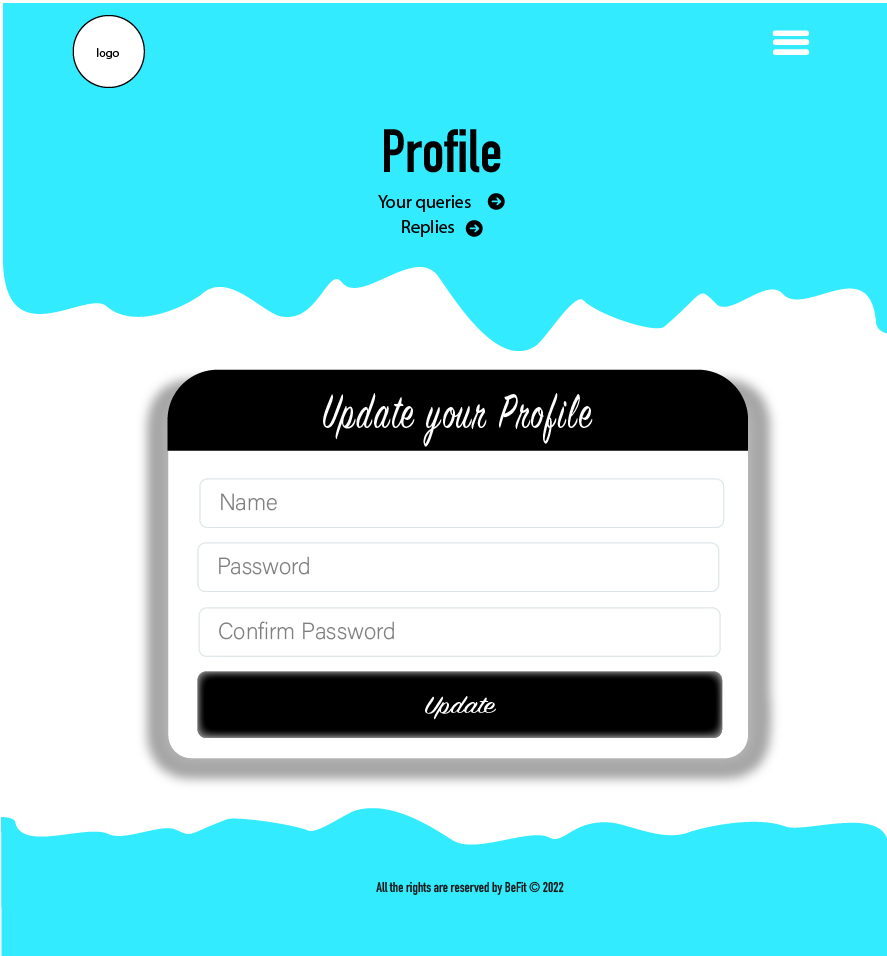 logo
Profile
Your queries
Replies
Update your Profile
Name
Password
Confirm Password
Update
All the rights are reserved by BeFit © 2022